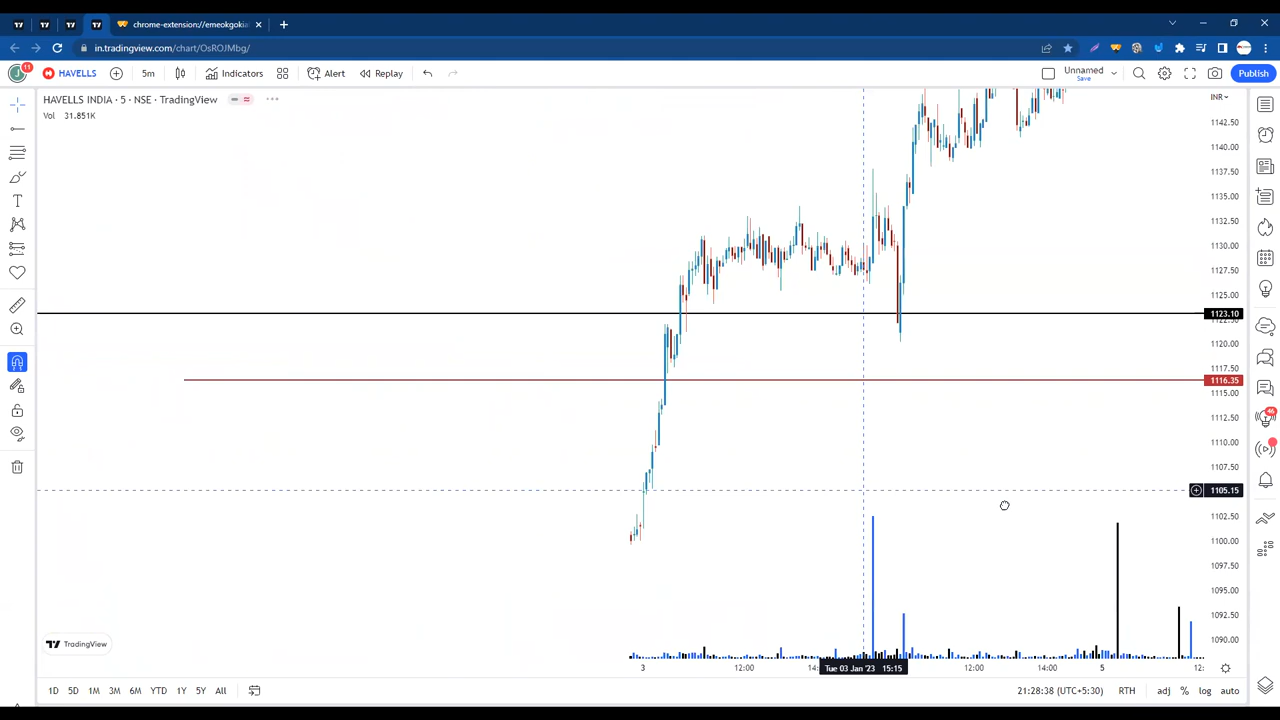 chrome-extension://emeokgokia
in.tradingview.com/chart/OsROJMbg/
J 11 HAVELLS 5m Indicators Alert Replay Unnamed Save Publish
HAVELLS INDIA · 5 · NSE · TradingView
INR
Vol 31.851K
1142.50
1140.00
1137.50
1135.00
1132.50
1130.00
1127.50
1125.00
1123.10
1120.00
1117.50
1116.35
1115.00
1112.50
46
1110.00
1107.50
1105.15
1102.50
1100.00
1097.50
1095.00
1092.50
1090.00
TradingView
3 12:00 Tue 03 Jan '23 15:15 12:00 14:00 5 12:
1D 5D 1M 3M 6M YTD 1Y 5Y All 21:28:38 (UTC+5:30) RTH adj % log auto